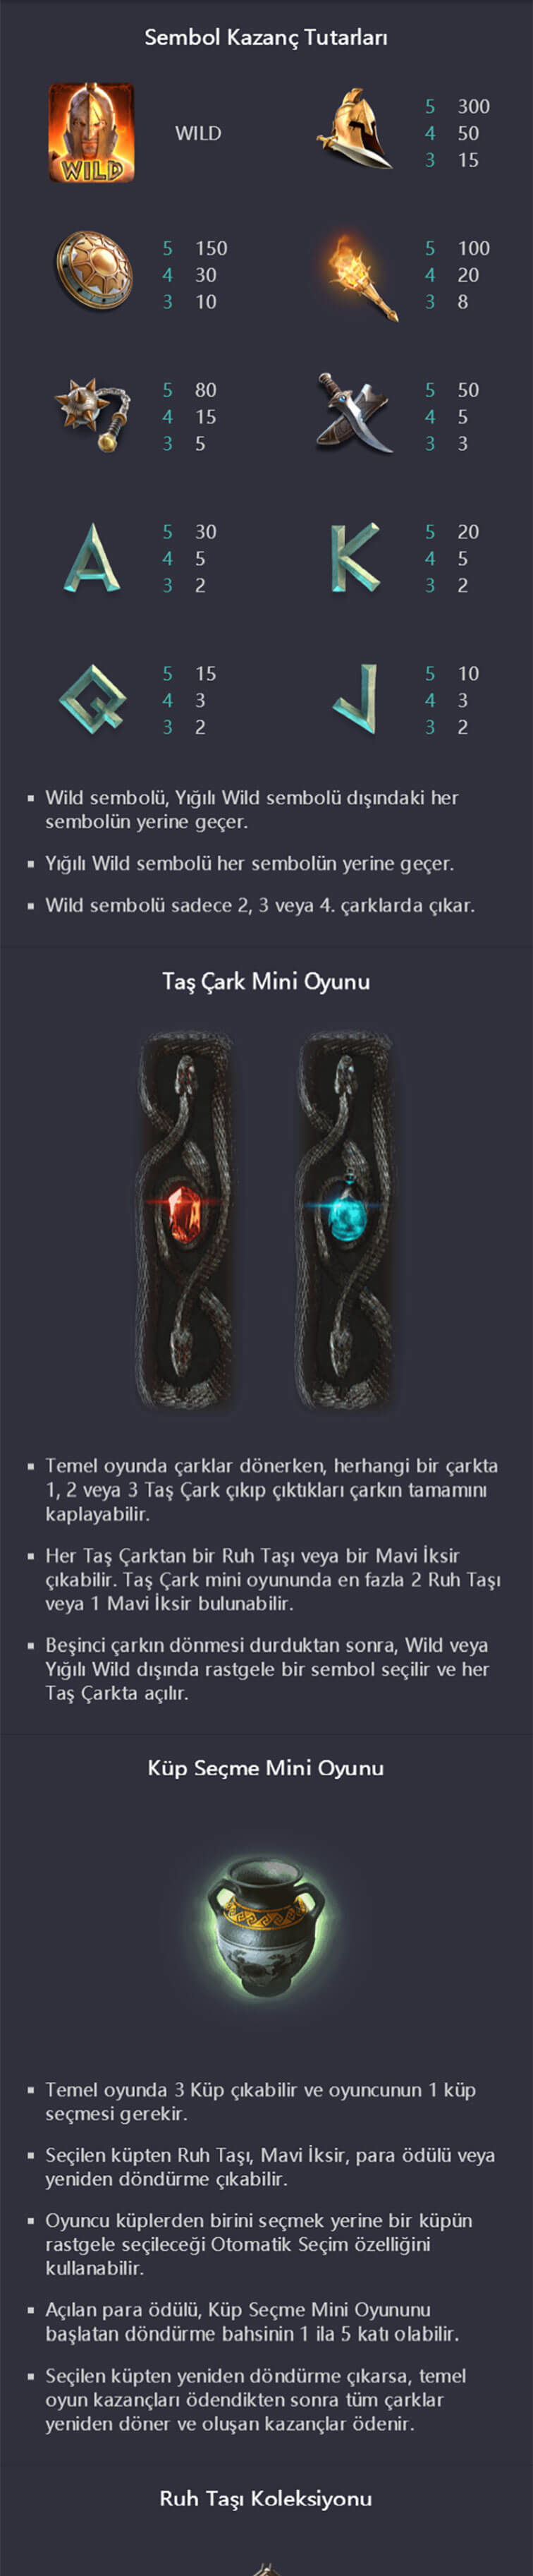 Sembol Kazanç Tutarları
WILD
WILD
5 300
4 50
3 15
5 150
4 30
3 10
5 100
4 20
3 8
5 80
4 15
3 5
5 50
4 5
3 3
A
5 30
4 5
3 2
K
5 20
4 5
3 2
Q
5 15
4 3
3 2
J
5 10
4 3
3 2
▪ Wild sembolü, Yığılı Wild sembolü dışındaki her
sembolün yerine geçer.
▪ Yığılı Wild sembolü her sembolün yerine geçer.
▪ Wild sembolü sadece 2, 3 veya 4. çarklarda çıkar.
Taş Çark Mini Oyunu
▪ Temel oyunda çarklar dönerken, herhangi bir çarkta
1, 2 veya 3 Taş Çark çıkıp çıktıkları çarkın tamamını
kaplayabilir.
▪ Her Taş Çarktan bir Ruh Taşı veya bir Mavi İksir
çıkabilir. Taş Çark mini oyununda en fazla 2 Ruh Taşı
veya 1 Mavi İksir bulunabilir.
▪ Beşinci çarkın dönmesi durduktan sonra, Wild veya
Yığılı Wild dışında rastgele bir sembol seçilir ve her
Taş Çarkta açılır.
Küp Seçme Mini Oyunu
▪ Temel oyunda 3 Küp çıkabilir ve oyuncunun 1 küp
seçmesi gerekir.
▪ Seçilen küpten Ruh Taşı, Mavi İksir, para ödülü veya
yeniden döndürme çıkabilir.
▪ Oyuncu küplerden birini seçmek yerine bir küpün
rastgele seçileceği Otomatik Seçim özelliğini
kullanabilir.
▪ Açılan para ödülü, Küp Seçme Mini Oyununu
başlatan döndürme bahsinin 1 ila 5 katı olabilir.
▪ Seçilen küpten yeniden döndürme çıkarsa, temel
oyun kazançları ödendikten sonra tüm çarklar
yeniden döner ve oluşan kazançlar ödenir.
Ruh Taşı Koleksiyonu